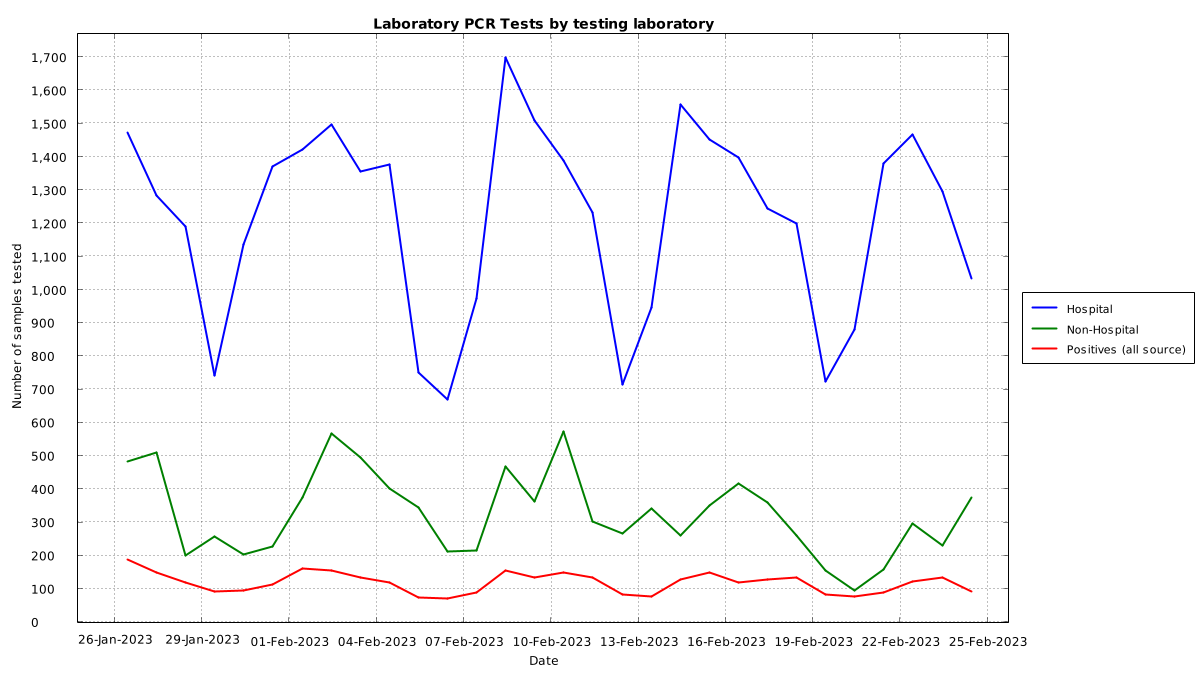 Laboratory PCR Tests by testing laboratory
1,700
1,600
1,500
1,400
1,300
1,200
1,100
1,000
900
800
700
600
500
400
300
200
100
0
Number of samples tested
26-Jan-2023 29-Jan-2023 01-Feb-2023 04-Feb-2023 07-Feb-2023 10-Feb-2023 13-Feb-2023 16-Feb-2023 19-Feb-2023 22-Feb-2023 25-Feb-2023
Date
Hospital
Non-Hospital
Positives (all source)